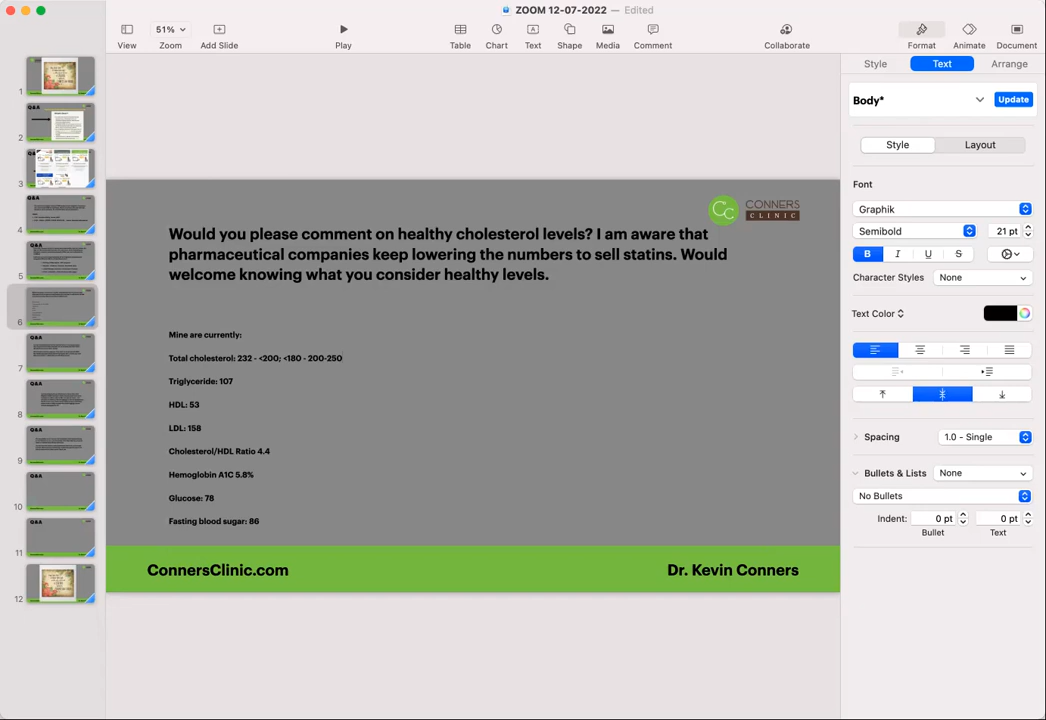 ZOOM 12-07-2022 — Edited
51%
View
Zoom
Add Slide
Play
Table
Chart
Text
Shape
Media
Comment
Collaborate
Format
Animate
Document
Style
Text
Arrange
Body*
Update
Style
Layout
Font
Graphik
Semibold
21 pt
B
I
U
S
Character Styles
None
Text Color
Spacing
1.0 - Single
Bullets & Lists
None
No Bullets
Indent:
0 pt
0 pt
Bullet
Text
1
Q&A
2
Q&A
3
Q&A
4
Q&A
5
6
Q&A
7
Q&A
8
Q&A
9
Q&A
10
Q&A
11
12
CC
CONNERS
CLINIC
Would you please comment on healthy cholesterol levels? I am aware that
pharmaceutical companies keep lowering the numbers to sell statins. Would
welcome knowing what you consider healthy levels.
Mine are currently:
Total cholesterol: 232 - <200; <180 - 200-250
Triglyceride: 107
HDL: 53
LDL: 158
Cholesterol/HDL Ratio 4.4
Hemoglobin A1C 5.8%
Glucose: 78
Fasting blood sugar: 86
ConnersClinic.com
Dr. Kevin Conners